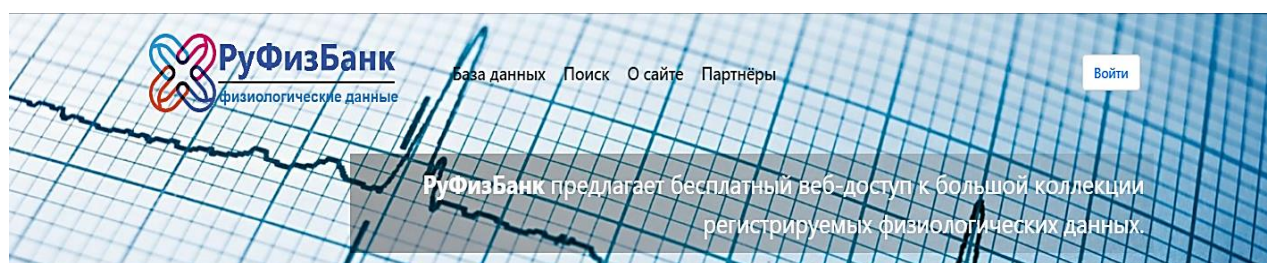 РуФизБанк
физиологические данные
База данных Поиск О сайте Партнёры
Войти
РуФизБанк предлагает бесплатный веб-доступ к большой коллекции
регистрируемых физиологических данных.